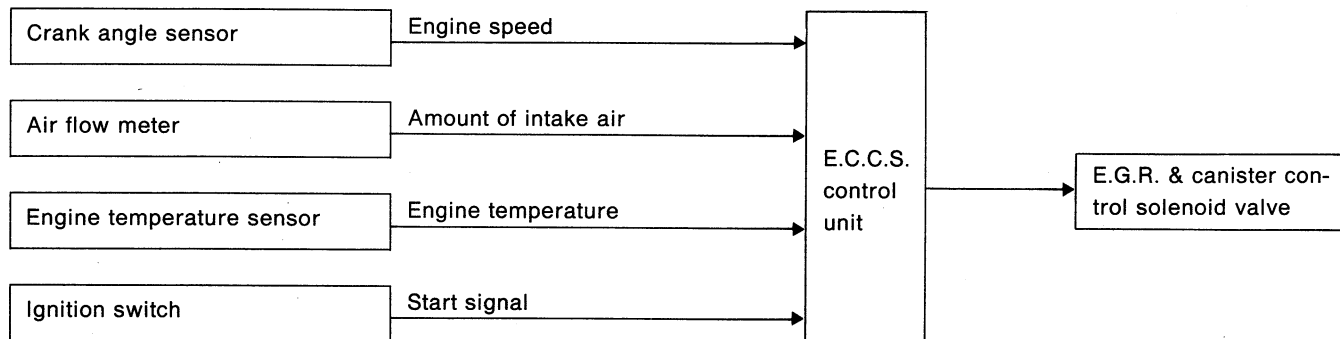 Crank angle sensor
Engine speed
Air flow meter
Amount of intake air
Engine temperature sensor
Engine temperature
Ignition switch
Start signal
E.C.C.S.
control
unit
E.G.R. & canister con-
trol solenoid valve